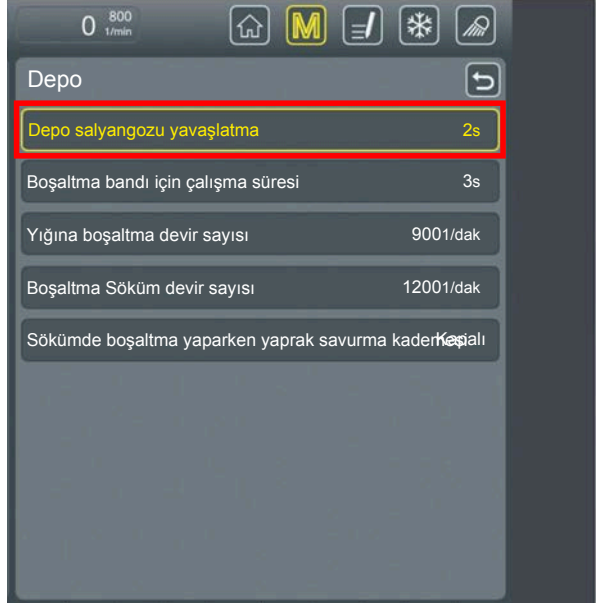 0 800
1/min
M
Depo
Depo salyangozu yavaşlatma 2s
Boşaltma bandı için çalışma süresi 3s
Yığına boşaltma devir sayısı 9001/dak
Boşaltma Söküm devir sayısı 12001/dak
Sökümde boşaltma yaparken yaprak savurma kademesi Kapalı